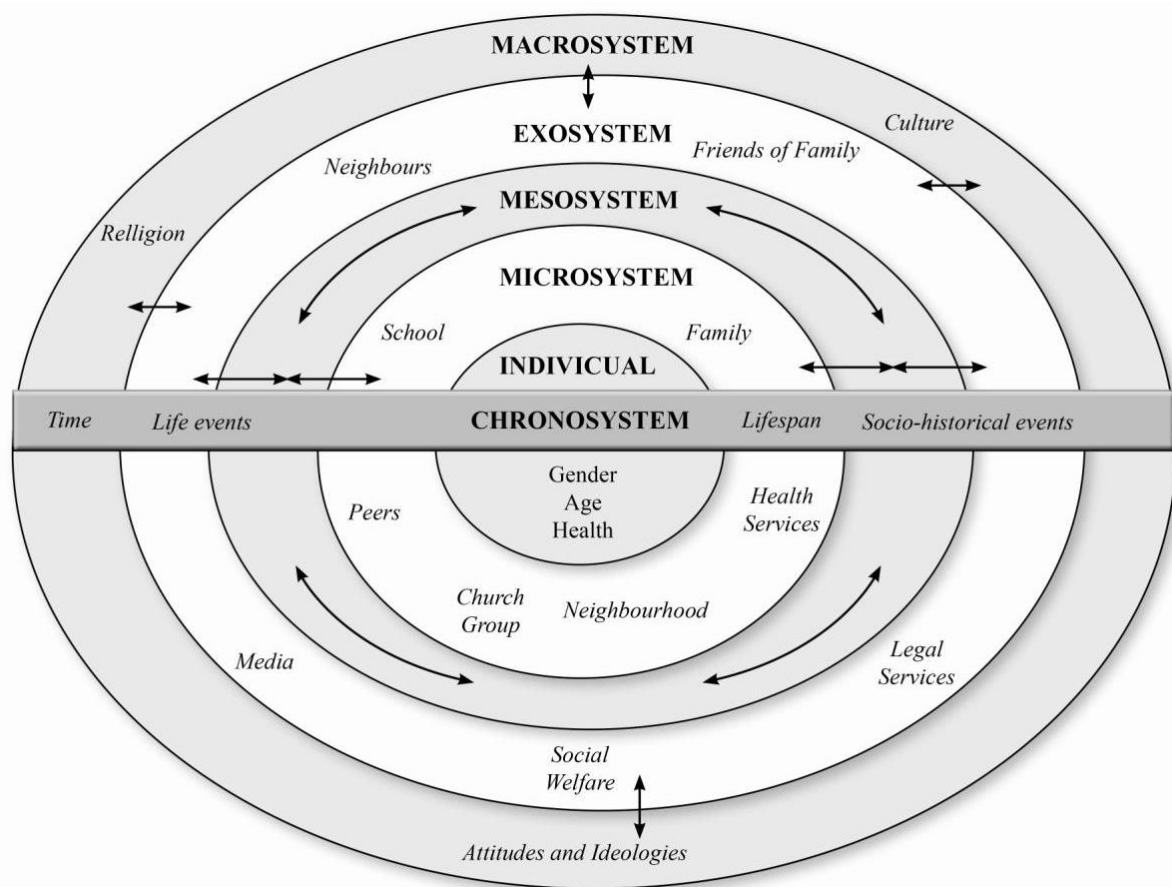 MACROSYSTEM
Culture
EXOSYSTEM
Friends of Family
Neighbours
MESOSYSTEM
Relligion
MICROSYSTEM
School
Family
INDIVICUAL
Time
Life events
CHRONOSYSTEM
Lifespan
Socio-historical events
Gender
Age
Health
Peers
Health
Services
Church
Group
Neighbourhood
Media
Legal
Services
Social
Welfare
Attitudes and Ideologies